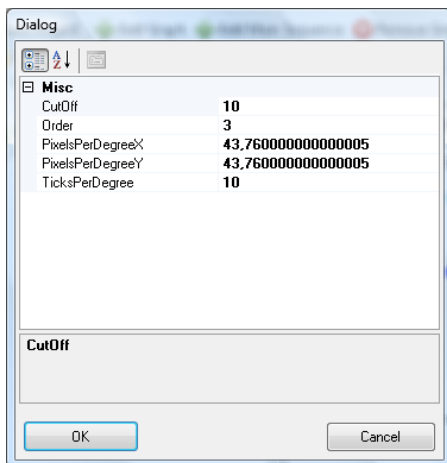 Dialog
Misc
CutOff 10
Order 3
PixelsPerDegreeX 43,760000000000005
PixelsPerDegreeY 43,760000000000005
TicksPerDegree 10
CutOff
OK Cancel